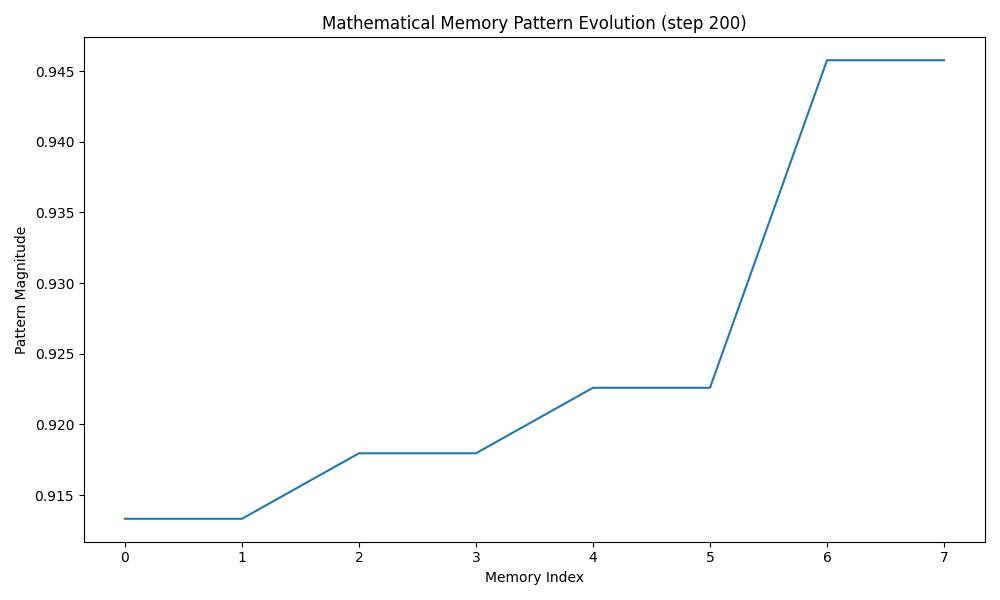 Mathematical Memory Pattern Evolution (step 200)
Pattern Magnitude
0.945
0.940
0.935
0.930
0.925
0.920
0.915
0 1 2 3 4 5 6 7
Memory Index